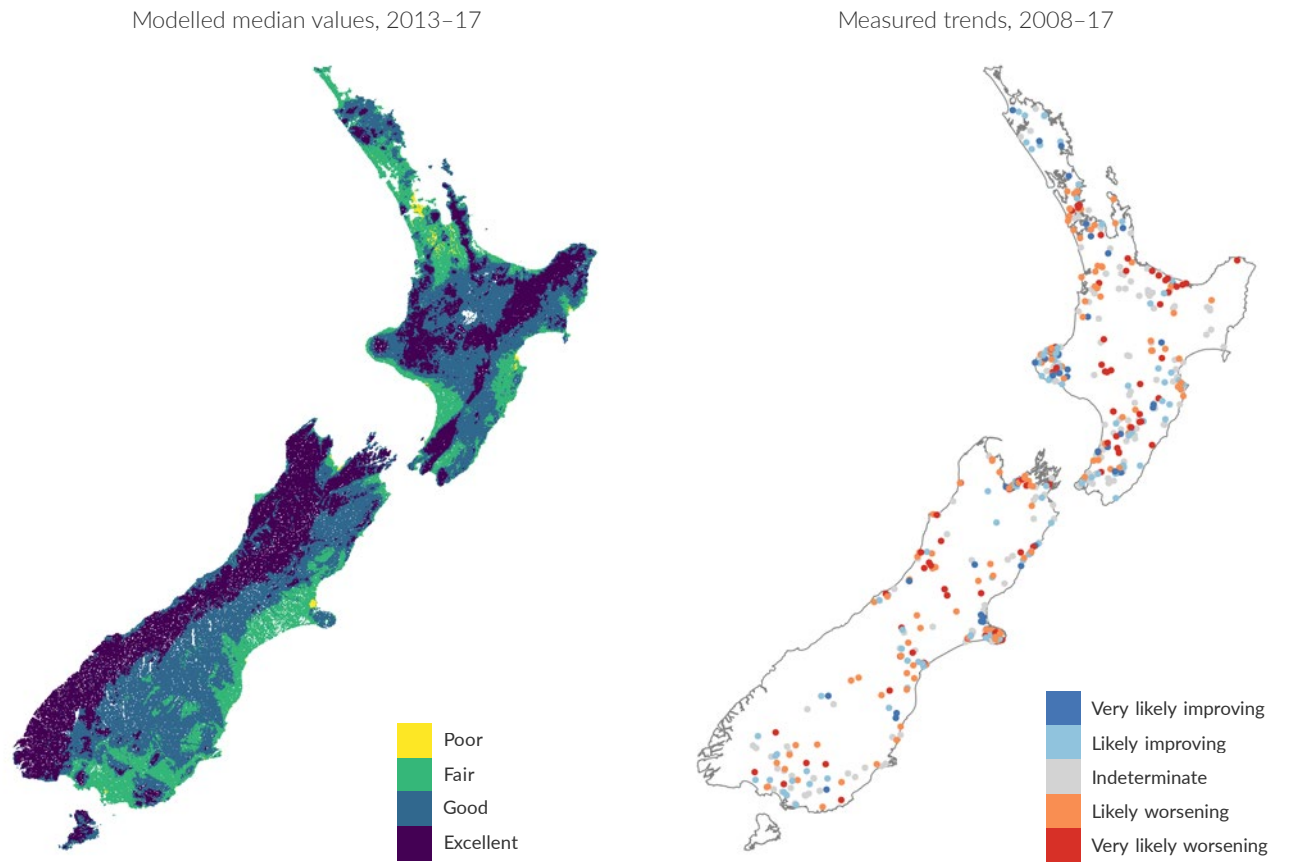 Modelled median values, 2013–17
Measured trends, 2008–17
Poor
Fair
Good
Excellent
Very likely improving
Likely improving
Indeterminate
Likely worsening
Very likely worsening